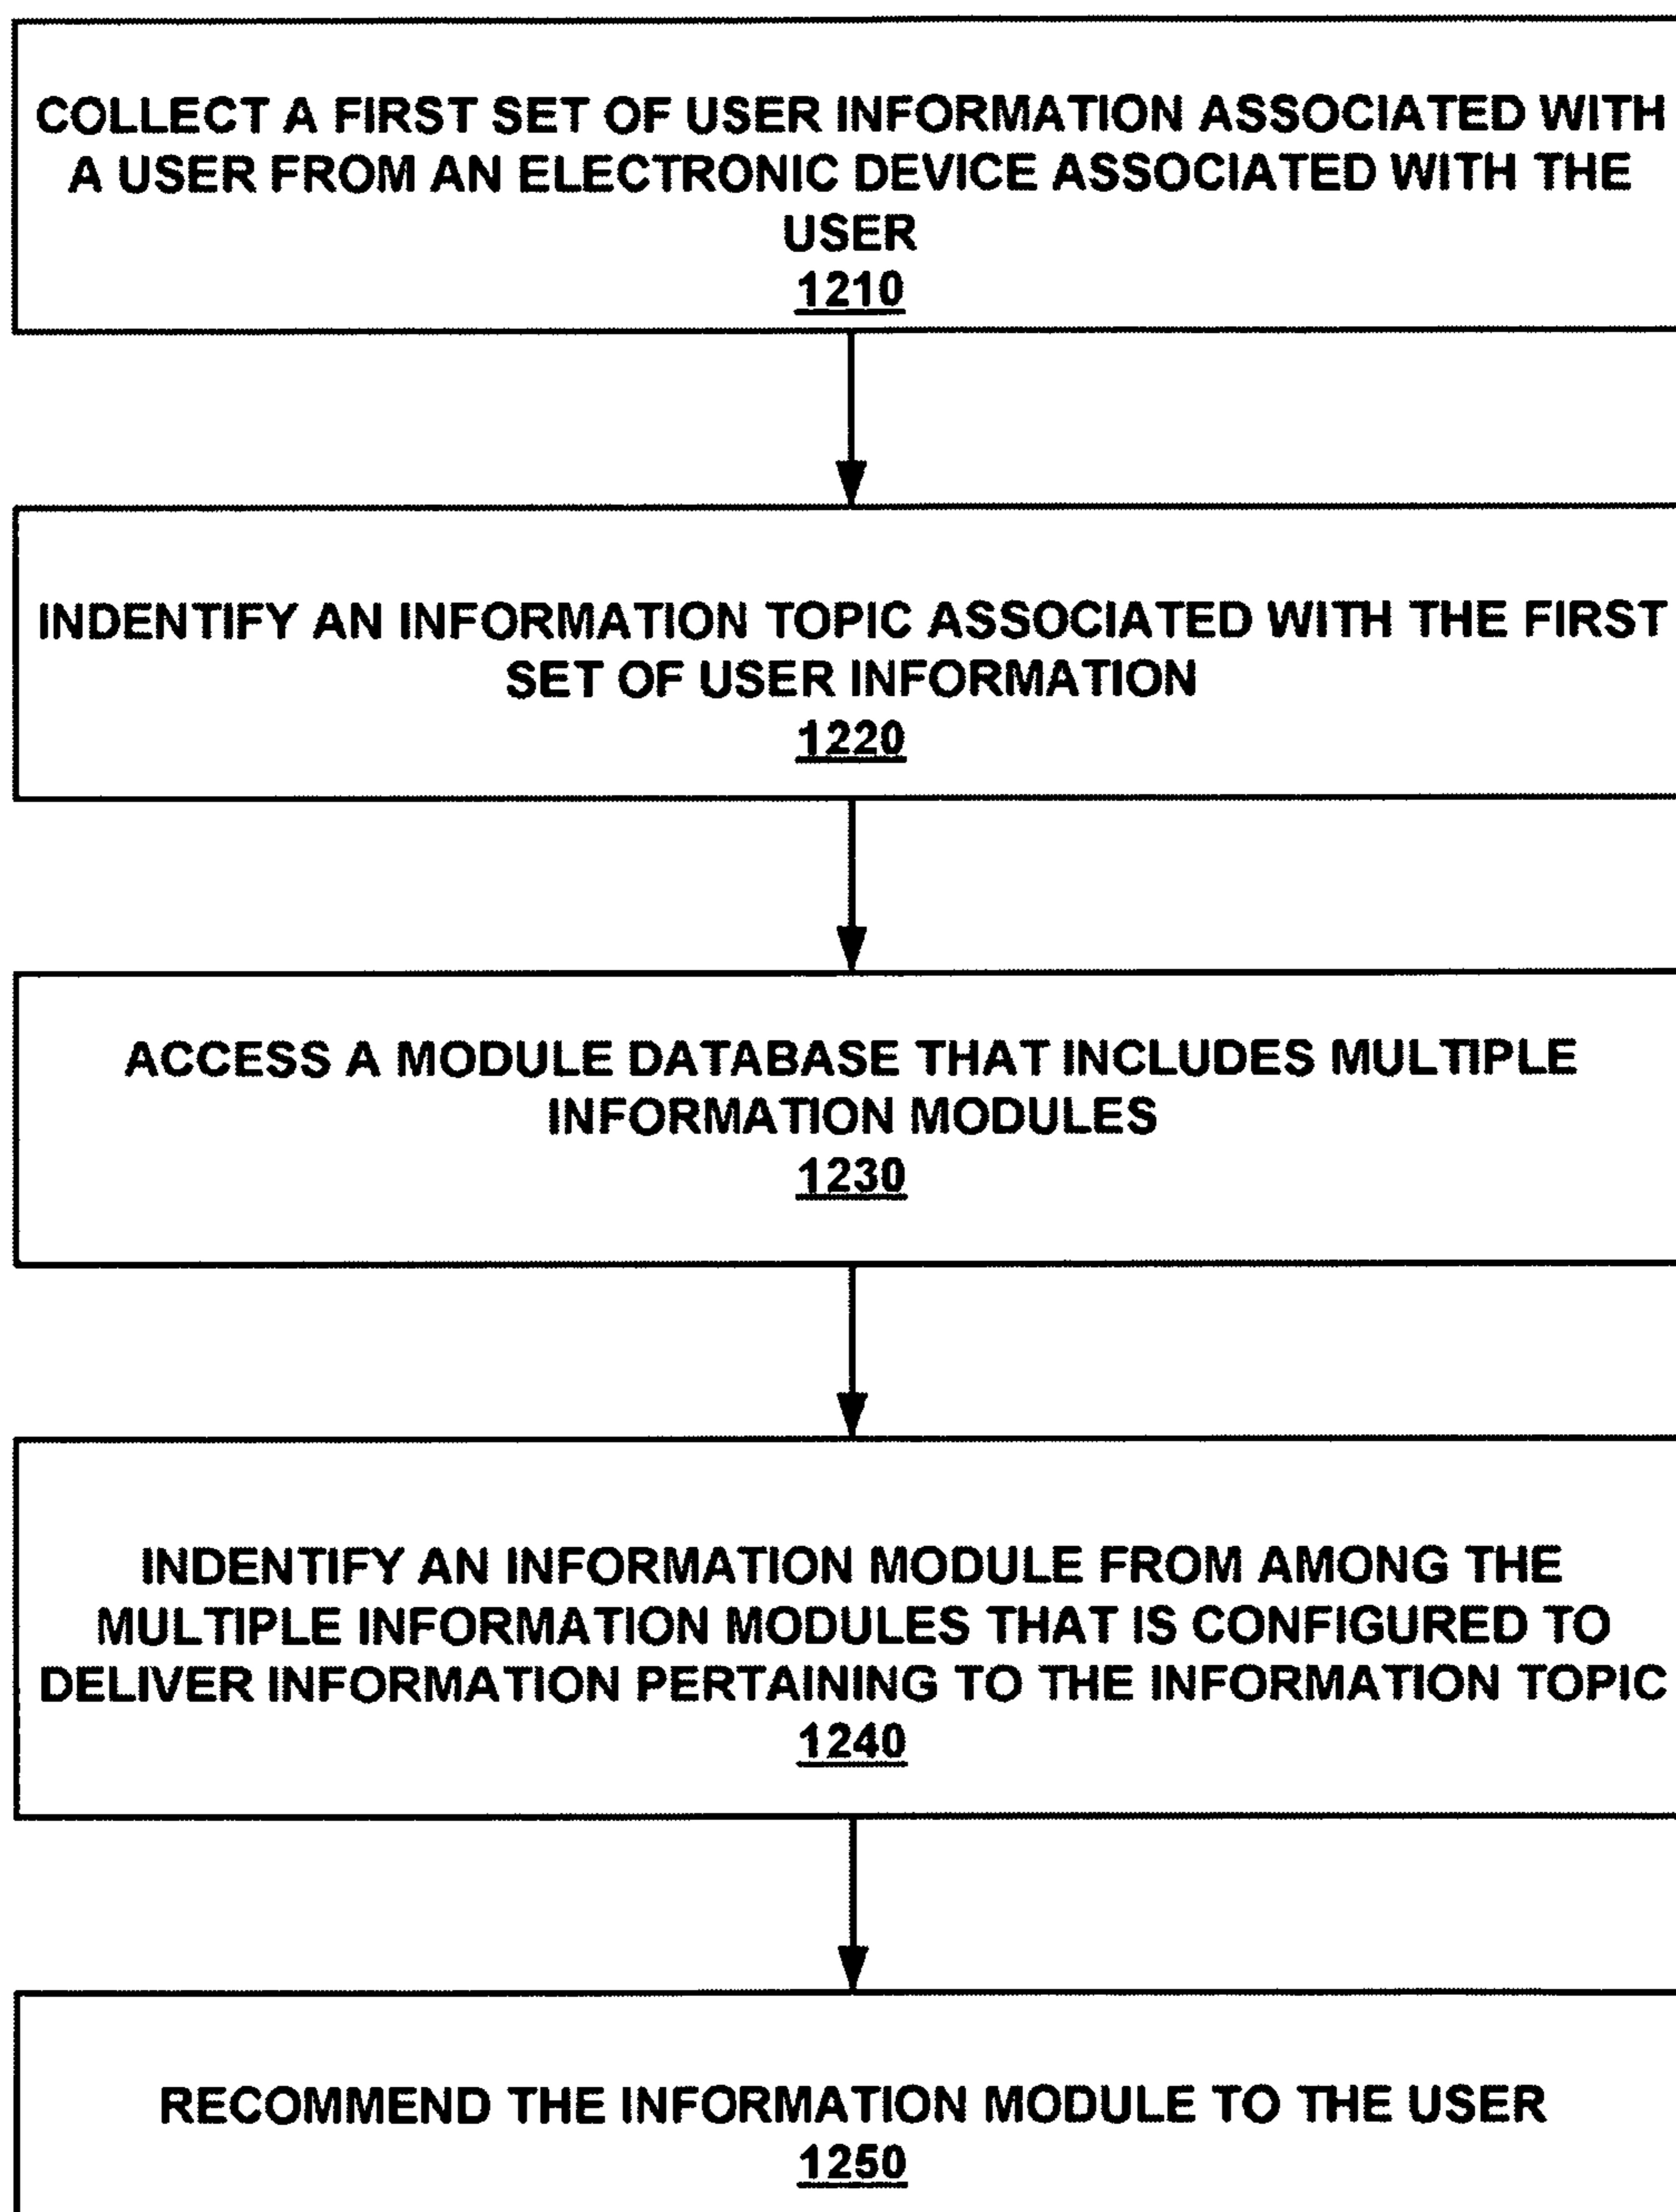 COLLECT A FIRST SET OF USER INFORMATION ASSOCIATED WITH
A USER FROM AN ELECTRONIC DEVICE ASSOCIATED WITH THE
USER
1210
INDENTIFY AN INFORMATION TOPIC ASSOCIATED WITH THE FIRST
SET OF USER INFORMATION
1220
ACCESS A MODULE DATABASE THAT INCLUDES MULTIPLE
INFORMATION MODULES
1230
INDENTIFY AN INFORMATION MODULE FROM AMONG THE
MULTIPLE INFORMATION MODULES THAT IS CONFIGURED TO
DELIVER INFORMATION PERTAINING TO THE INFORMATION TOPIC
1240
RECOMMEND THE INFORMATION MODULE TO THE USER
1250